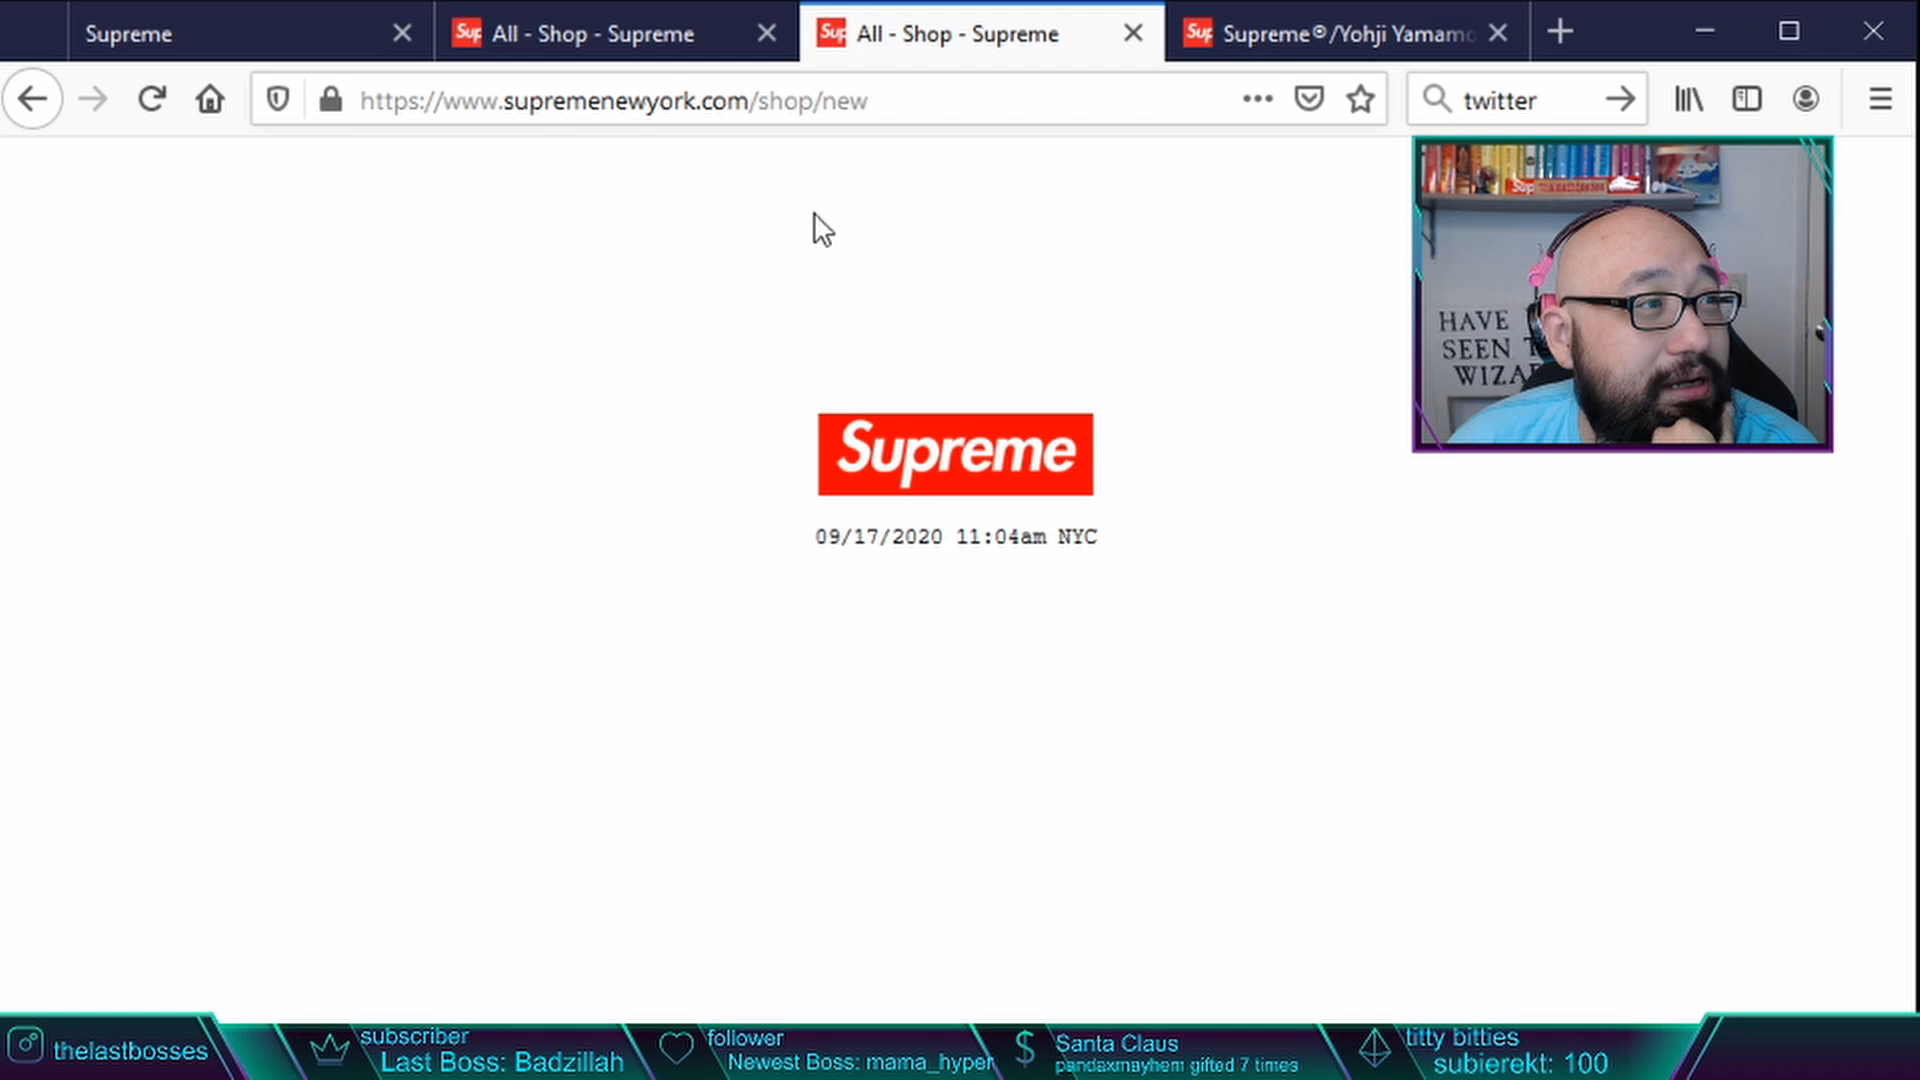 Supreme
All - Shop - Supreme
All - Shop - Supreme
Supreme®/Yohji Yamamo
https://www.supremenewyork.com/shop/new
twitter
Sup
HAVE
SEEN
WIZA
Supreme
09/17/2020 11:04am NYC
thelastbosses
subscriber
Last Boss: Badzillah
follower
Newest Boss: mama_hyper
Santa Claus
pandaxmayhem gifted 7 times
titty bitties
subierekt: 100